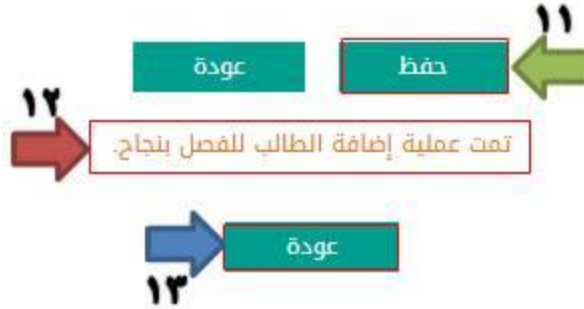 ١١
حفظ عودة
١٢
تمت عملية إضافة الطالب للفصل بنجاح.
عودة
١٣